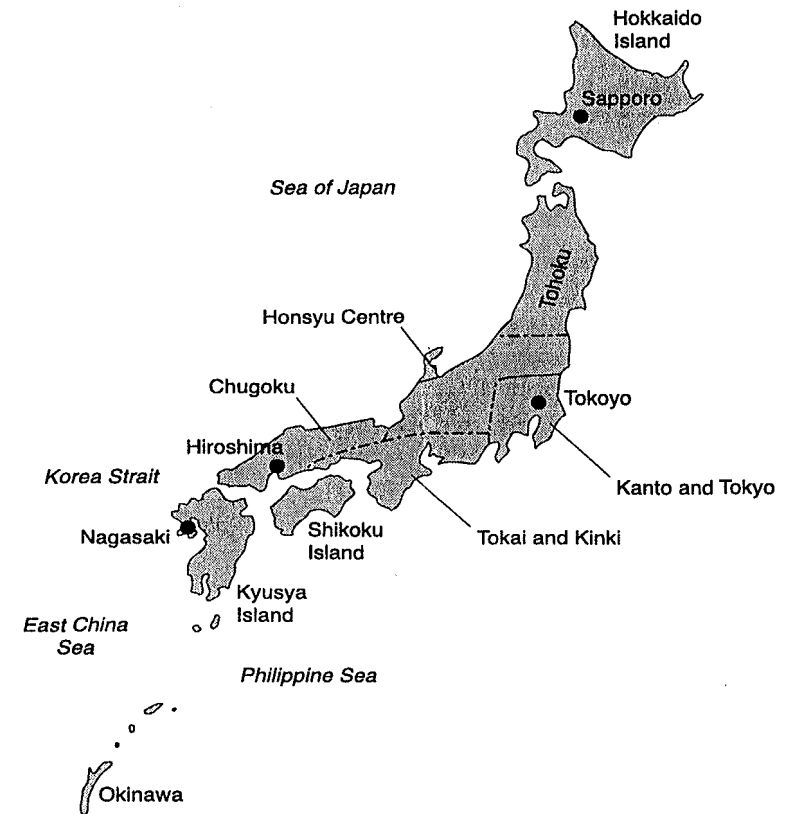 Hokkaido
Island
Sapporo
Sea of Japan
Tohoku
Honsyu Centre
Chugoku
Tokoyo
Hiroshima
Korea Strait
Kanto and Tokyo
Nagasaki
Shikoku
Island
Tokai and Kinki
Kyusya
Island
East China
Sea
Philippine Sea
Okinawa